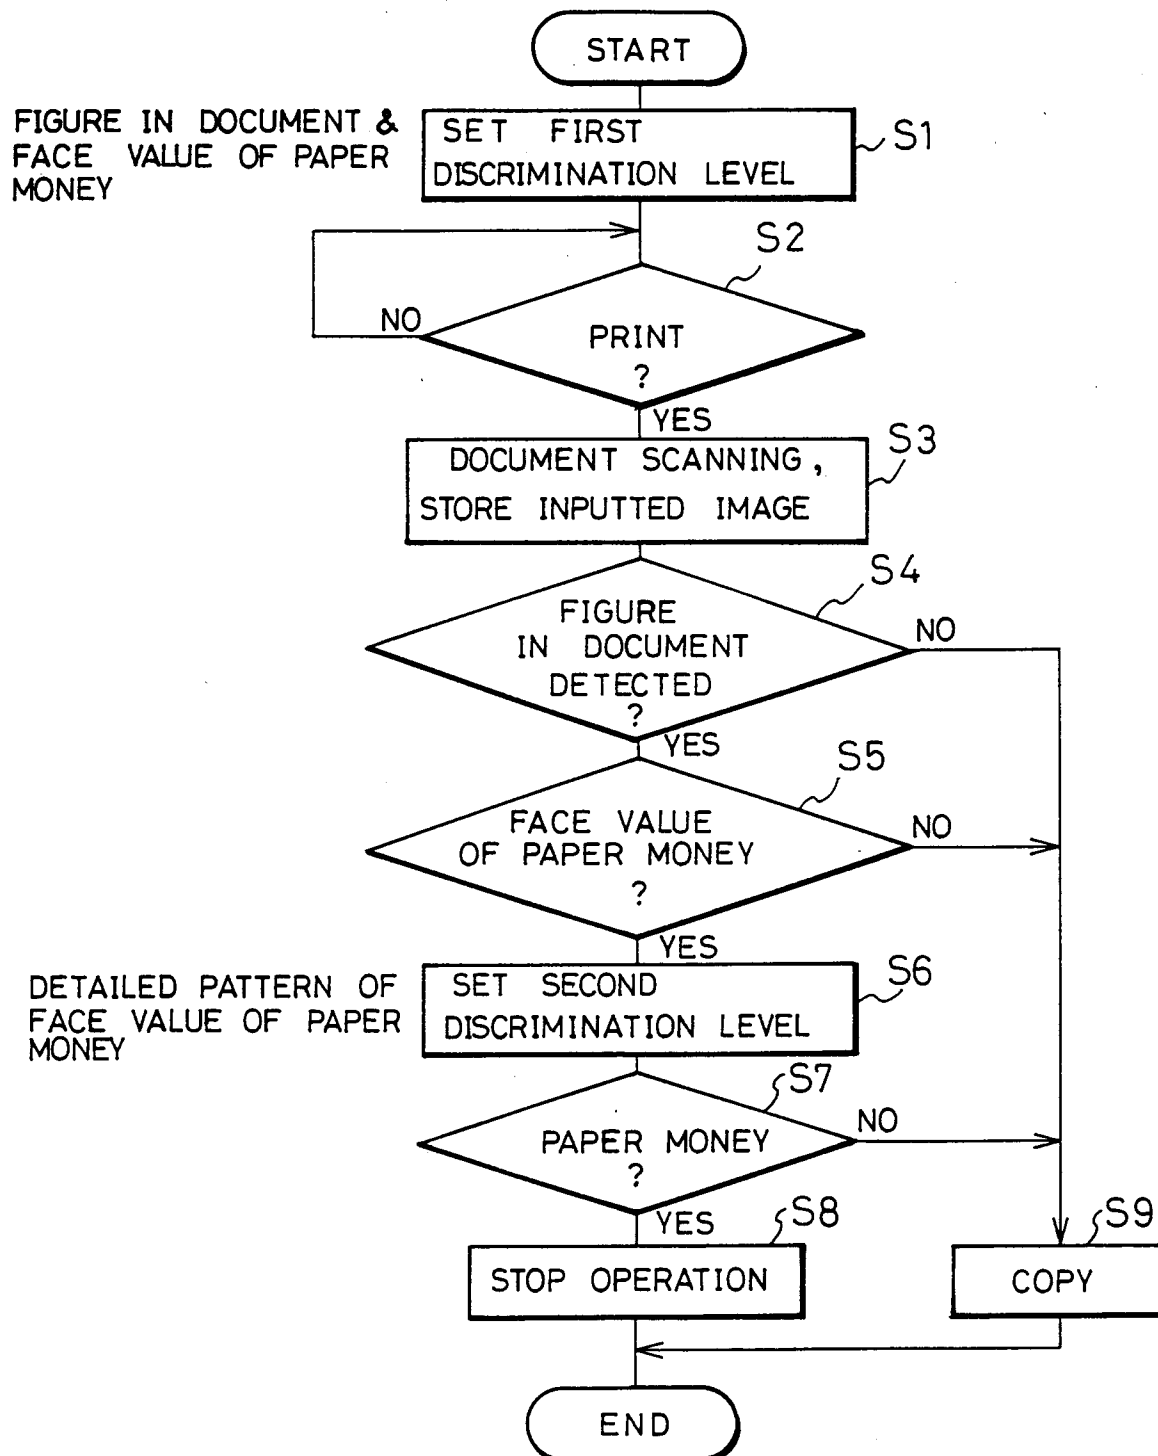 START
FIGURE IN DOCUMENT &
FACE VALUE OF PAPER
MONEY
SET FIRST
DISCRIMINATION LEVEL
S1
S2
NO
PRINT
?
YES
S3
DOCUMENT SCANNING,
STORE INPUTTED IMAGE
S4
FIGURE
IN DOCUMENT
DETECTED
?
NO
YES
S5
FACE VALUE
OF PAPER MONEY
?
NO
YES
DETAILED PATTERN OF
FACE VALUE OF PAPER
MONEY
SET SECOND
DISCRIMINATION LEVEL
S6
S7
PAPER MONEY
?
NO
YES
S8
STOP OPERATION
S9
COPY
END